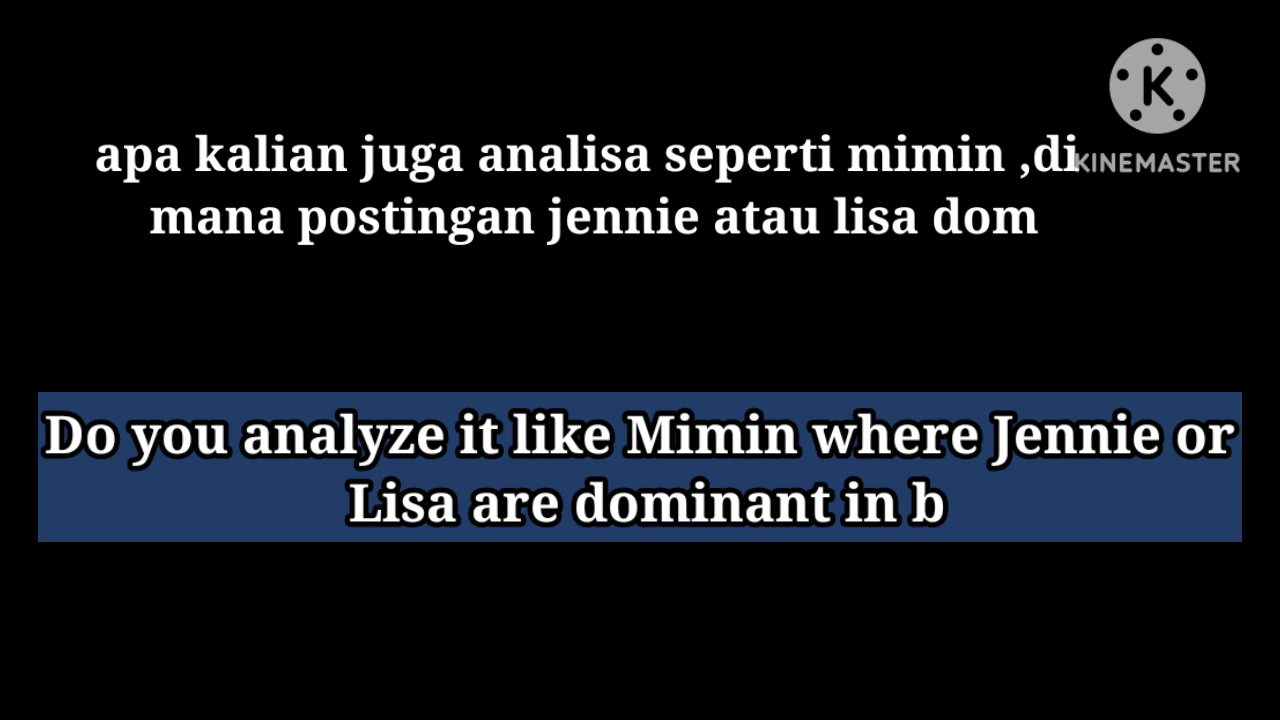 apa kalian juga analisa seperti mimin ,di
mana postingan jennie atau lisa dom
K
KINEMASTER
Do you analyze it like Mimin where Jennie or
Lisa are dominant in b